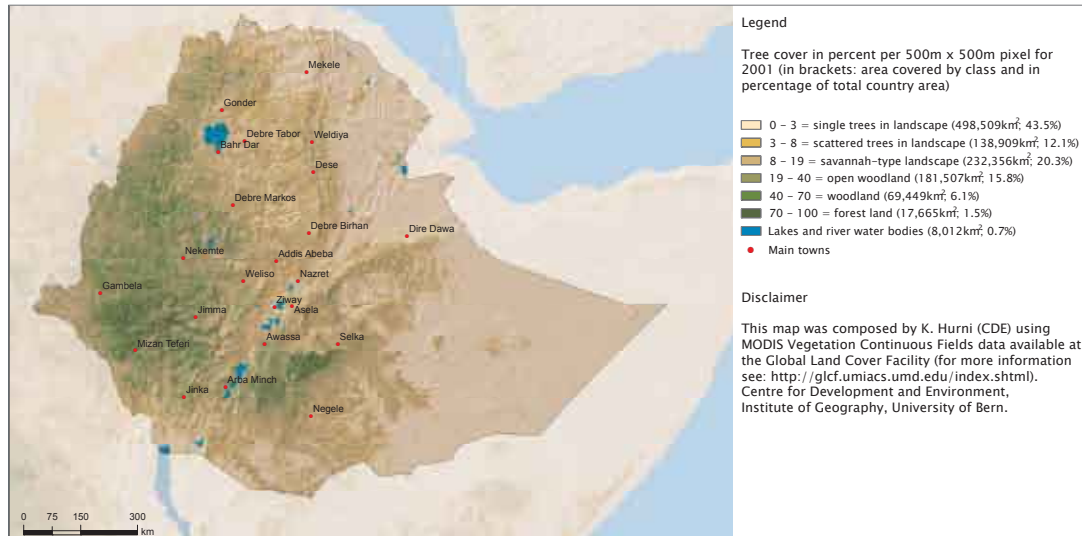 Mekele
Gonder
Debre Tabor
Weldiya
Bahr Dar
Dese
Debre Markos
Debre Birhan
Dire Dawa
Nekemte
Addis Abeba
Weliso
Nazret
Gambela
Ziway
Asela
Jimma
Awassa
Selka
Mizan Teferi
Arba Minch
Jinka
Negele
0 75 150 300
km
Legend
Tree cover in percent per 500m x 500m pixel for
2001 (in brackets: area covered by class and in
percentage of total country area)
0 – 3 = single trees in landscape (498,509km²; 43.5%)
3 – 8 = scattered trees in landscape (138,909km²; 12.1%)
8 – 19 = savannah-type landscape (232,356km²; 20.3%)
19 – 40 = open woodland (181,507km²; 15.8%)
40 – 70 = woodland (69,449km²; 6.1%)
70 – 100 = forest land (17,665km²; 1.5%)
Lakes and river water bodies (8,012km²; 0.7%)
Main towns
Disclaimer
This map was composed by K. Hurni (CDE) using
MODIS Vegetation Continuous Fields data available at
the Global Land Cover Facility (for more information
see: http://glcf.umiacs.umd.edu/index.shtml).
Centre for Development and Environment,
Institute of Geography, University of Bern.